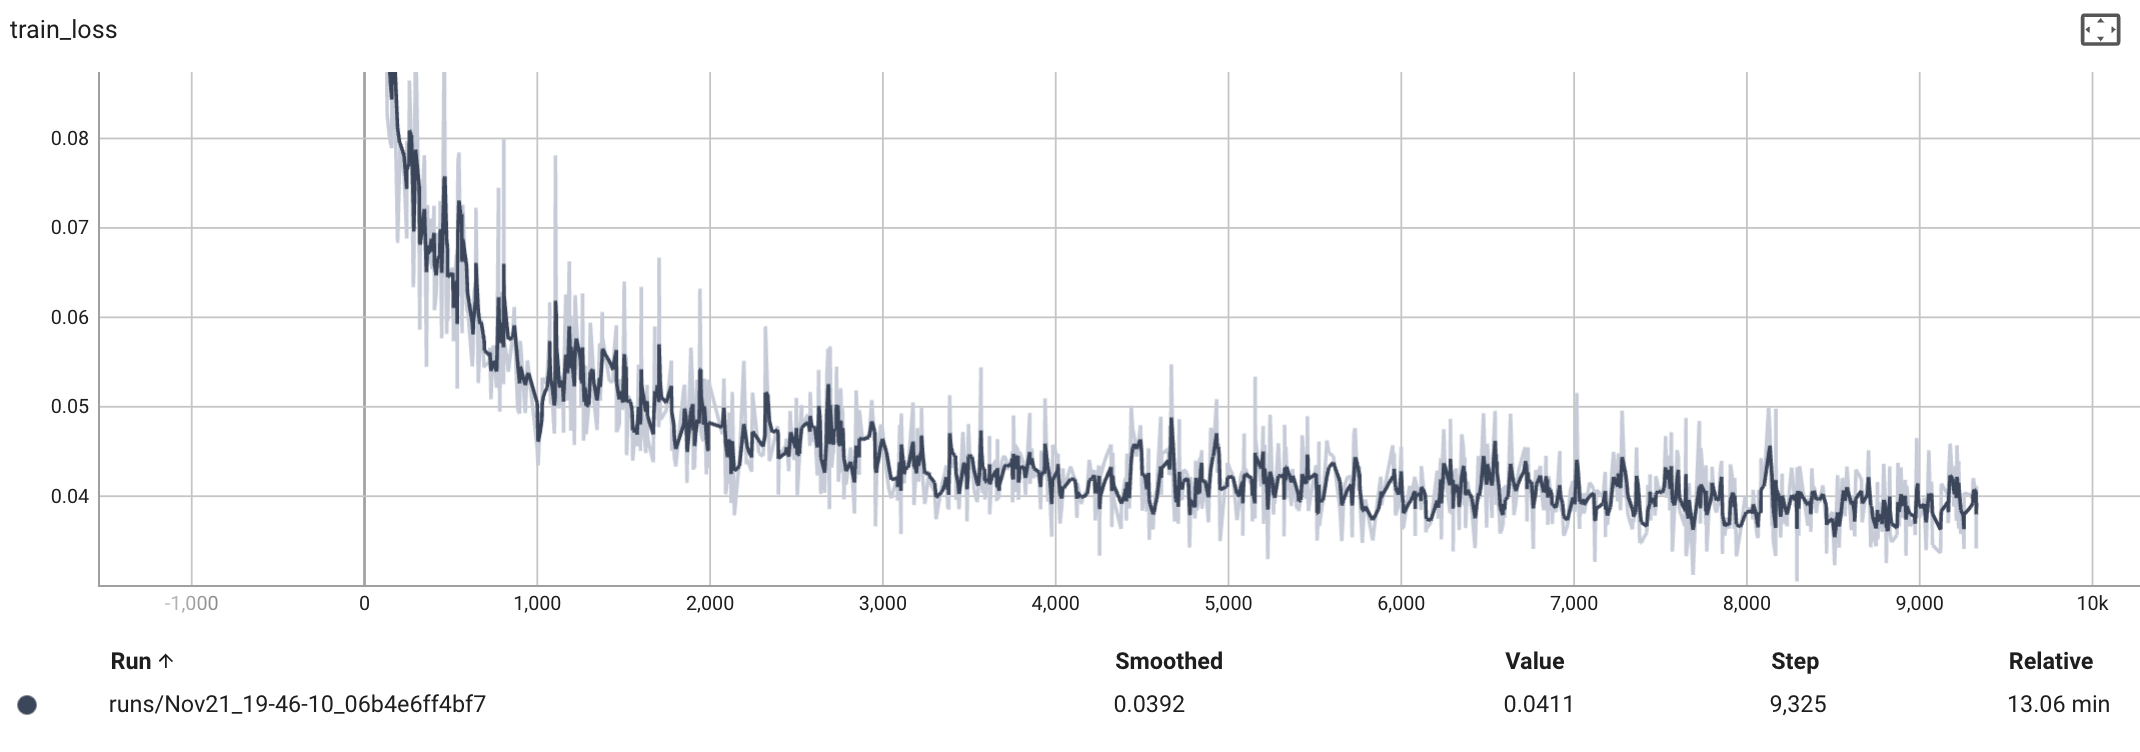 train_loss
0.08
0.07
0.06
0.05
0.04
-1,000 0 1,000 2,000 3,000 4,000 5,000 6,000 7,000 8,000 9,000 10k
Run ↑ Smoothed Value Step Relative
runs/Nov21_19-46-10_06b4e6ff4bf7 0.0392 0.0411 9,325 13.06 min